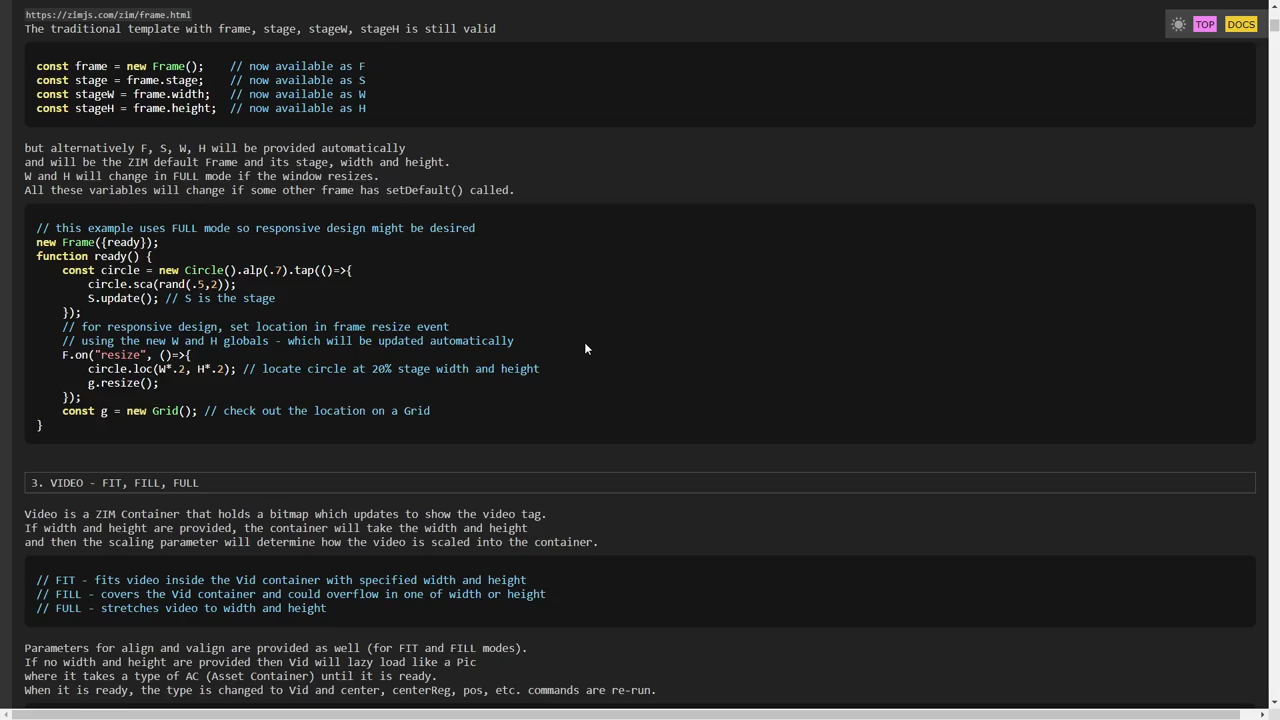 https://zimjs.com/zim/frame.html
The traditional template with frame, stage, stageW, stageH is still valid
TOP
DOCS
const frame = new Frame();    // now available as F
const stage = frame.stage;    // now available as S
const stageW = frame.width;   // now available as W
const stageH = frame.height;  // now available as H
but alternatively F, S, W, H will be provided automatically
and will be the ZIM default Frame and its stage, width and height.
W and H will change in FULL mode if the window resizes.
All these variables will change if some other frame has setDefault() called.
// this example uses FULL mode so responsive design might be desired
new Frame({ready});
function ready() {
    const circle = new Circle().alp(.7).tap(()=>{
        circle.sca(rand(.5,2));
        S.update(); // S is the stage
    });
    // for responsive design, set location in frame resize event
    // using the new W and H globals - which will be updated automatically
    F.on("resize", ()=>{
        circle.loc(W*.2, H*.2); // locate circle at 20% stage width and height
        g.resize();
    });
    const g = new Grid(); // check out the location on a Grid
}
3. VIDEO - FIT, FILL, FULL
Video is a ZIM Container that holds a bitmap which updates to show the video tag.
If width and height are provided, the container will take the width and height
and then the scaling parameter will determine how the video is scaled into the container.
// FIT - fits video inside the Vid container with specified width and height
// FILL - covers the Vid container and could overflow in one of width or height
// FULL - stretches video to width and height
Parameters for align and valign are provided as well (for FIT and FILL modes).
If no width and height are provided then Vid will lazy load like a Pic
where it takes a type of AC (Asset Container) until it is ready.
When it is ready, the type is changed to Vid and center, centerReg, pos, etc. commands are re-run.